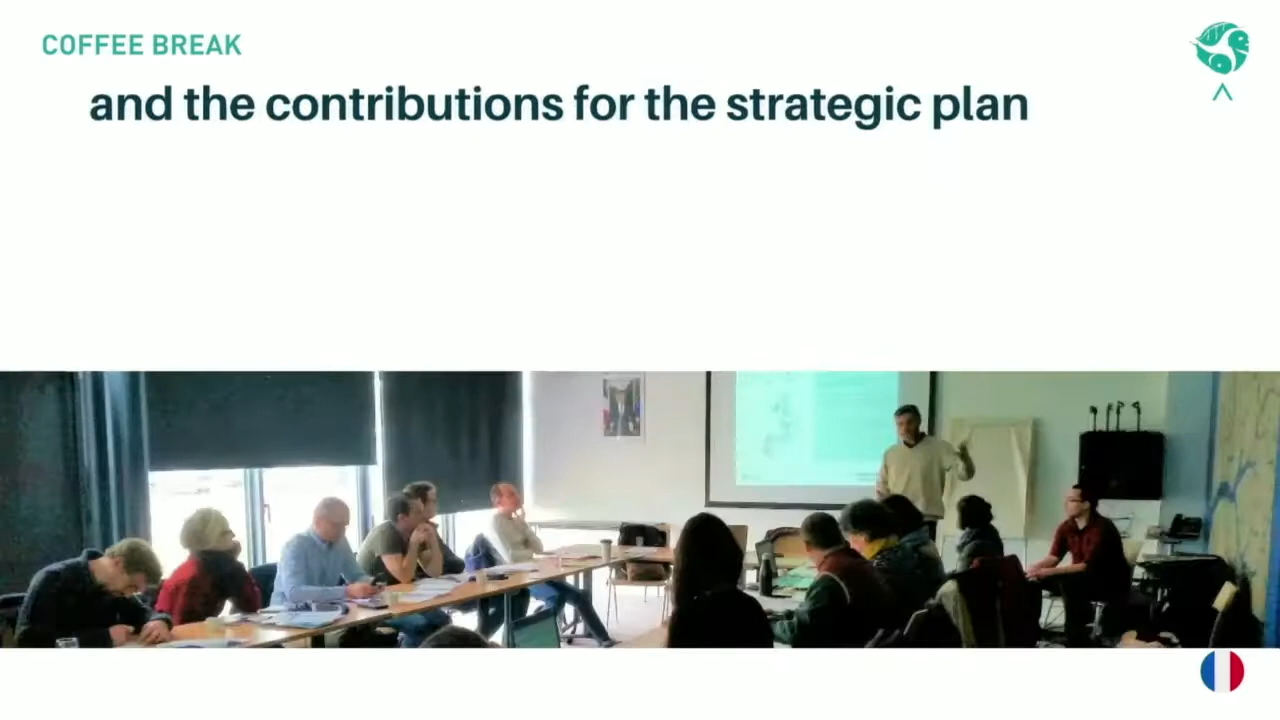 COFFEE BREAK
and the contributions for the strategic plan